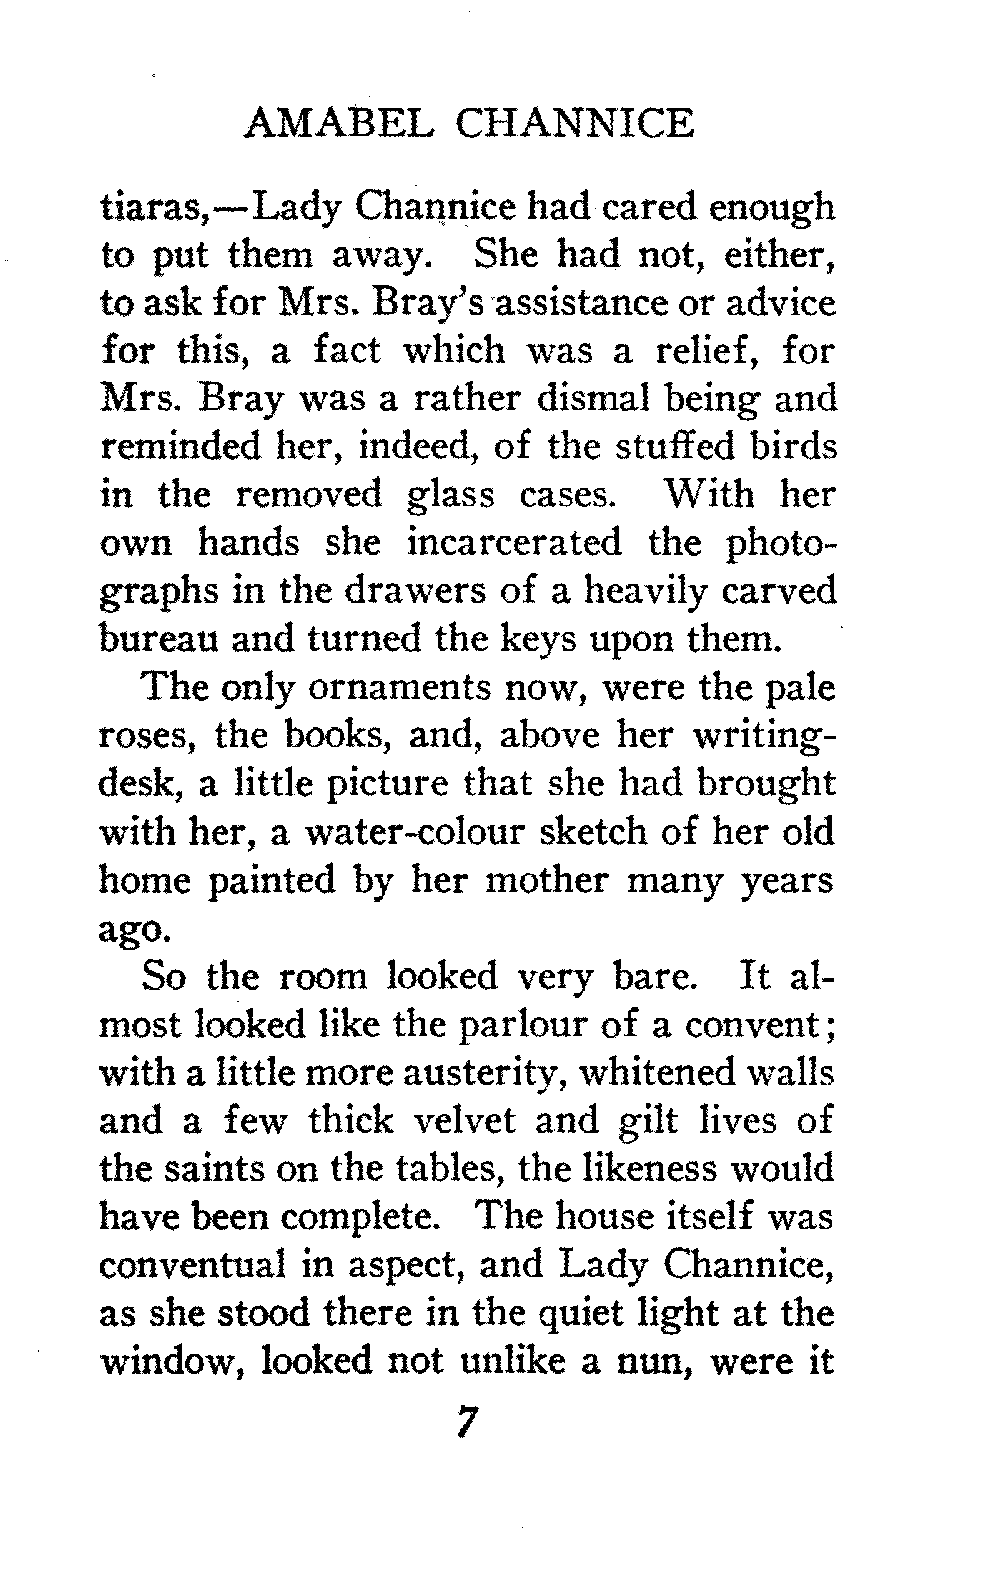 AMABEL CHANNICE
tiaras,—Lady Channice had cared enough
to put them away. She had not, either,
to ask for Mrs. Bray's assistance or advice
for this, a fact which was a relief, for
Mrs. Bray was a rather dismal being and
reminded her, indeed, of the stuffed birds
in the removed glass cases. With her
own hands she incarcerated the photo-
graphs in the drawers of a heavily carved
bureau and turned the keys upon them.
The only ornaments now, were the pale
roses, the books, and, above her writing-
desk, a little picture that she had brought
with her, a water-colour sketch of her old
home painted by her mother many years
ago.
So the room looked very bare. It al-
most looked like the parlour of a convent;
with a little more austerity, whitened walls
and a few thick velvet and gilt lives of
the saints on the tables, the likeness would
have been complete. The house itself was
conventual in aspect, and Lady Channice,
as she stood there in the quiet light at the
window, looked not unlike a nun, were it
7